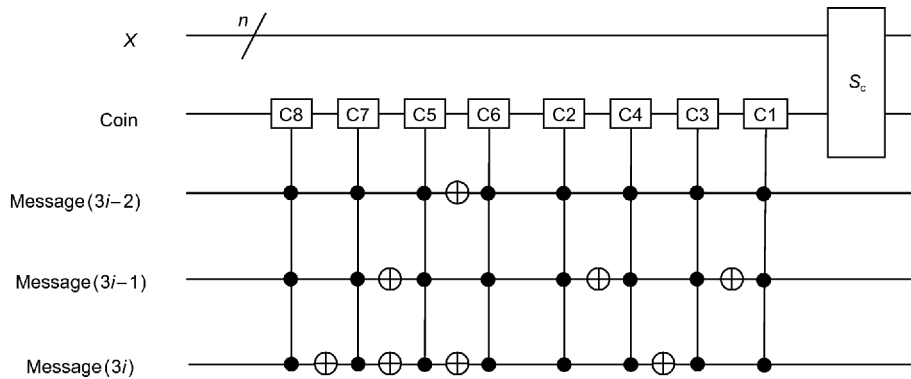 n
X
S_c
Coin
C8 C7 C5 C6 C2 C4 C3 C1
Message(3i−2)
Message(3i−1)
Message(3i)